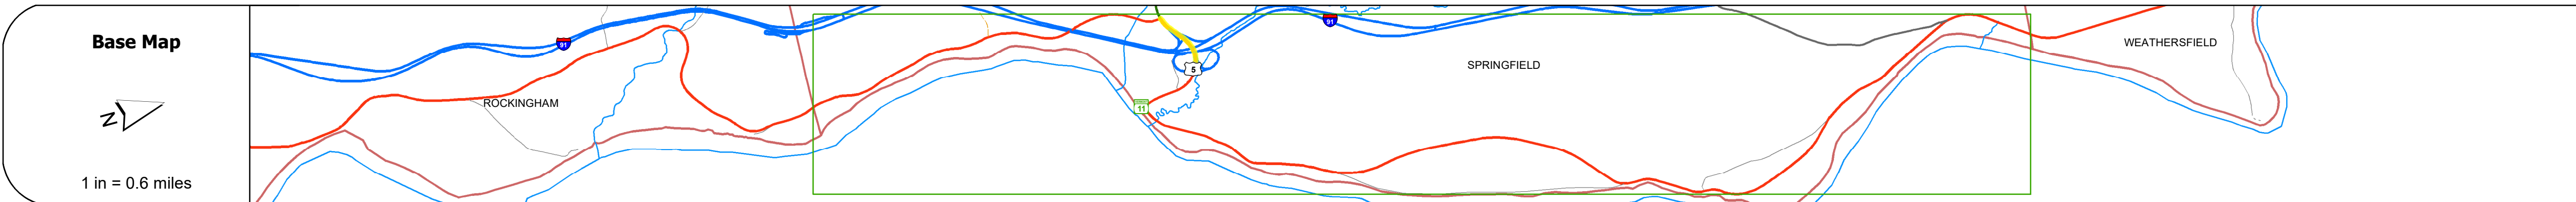 Base Map
N
1 in = 0.6 miles
91
ROCKINGHAM
5
11
91
SPRINGFIELD
WEATHERSFIELD